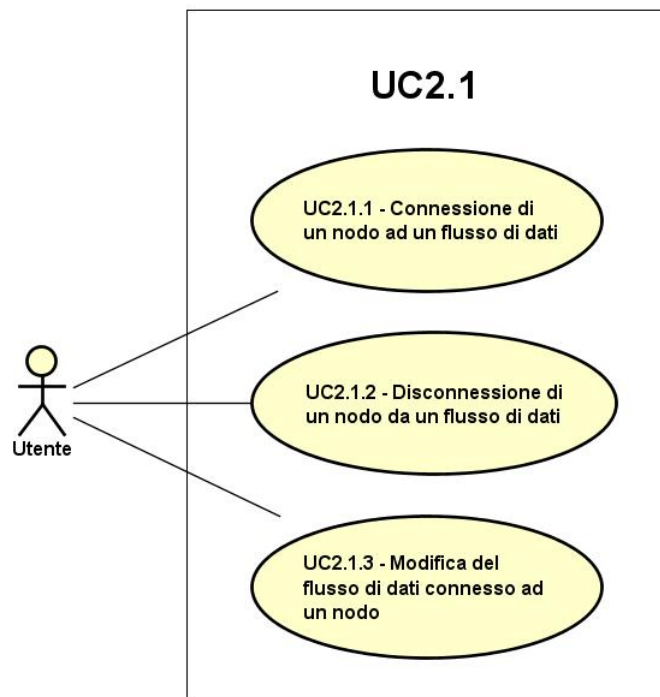 UC2.1
UC2.1.1 - Connessione di
un nodo ad un flusso di dati
UC2.1.2 - Disconnessione di
un nodo da un flusso di dati
Utente
UC2.1.3 - Modifica del
flusso di dati connesso ad
un nodo